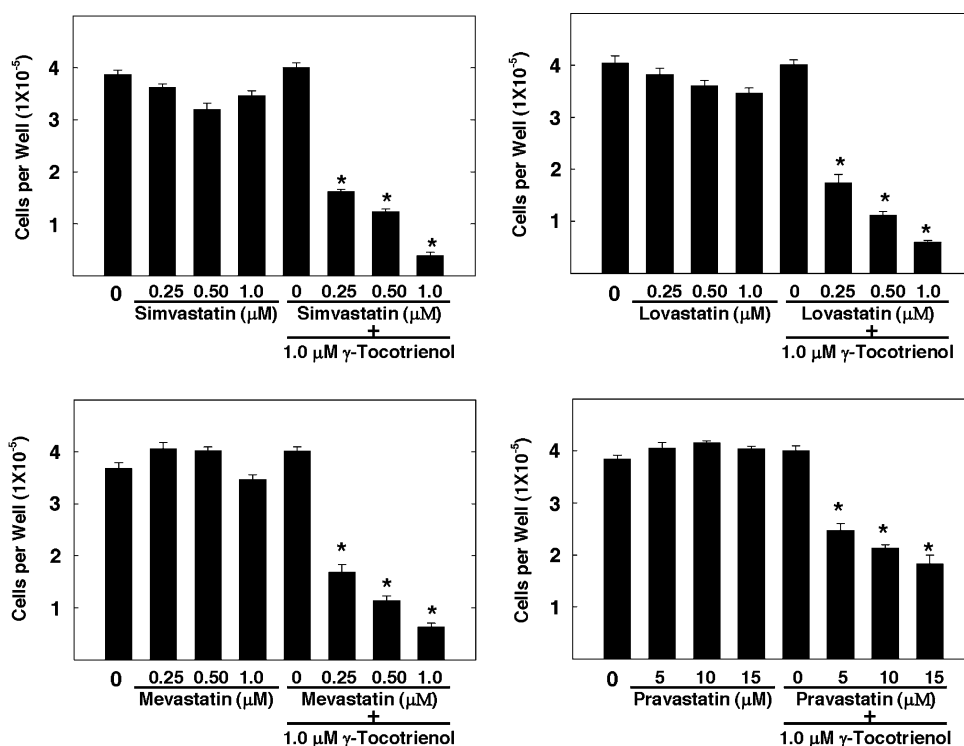 Cells per Well (1X10⁻⁵)
4
3
2
1
* * *
0 0.25 0.50 1.0 0 0.25 0.50 1.0
Simvastatin (μM) Simvastatin (μM)
+
1.0 μM γ-Tocotrienol
Cells per Well (1X10⁻⁵)
4
3
2
1
* * *
0 0.25 0.50 1.0 0 0.25 0.50 1.0
Lovastatin (μM) Lovastatin (μM)
+
1.0 μM γ-Tocotrienol
Cells per Well (1X10⁻⁵)
4
3
2
1
* * *
0 0.25 0.50 1.0 0 0.25 0.50 1.0
Mevastatin (μM) Mevastatin (μM)
+
1.0 μM γ-Tocotrienol
Cells per Well (1X10⁻⁵)
4
3
2
1
* * *
0 5 10 15 0 5 10 15
Pravastatin (μM) Pravastatin (μM)
+
1.0 μM γ-Tocotrienol